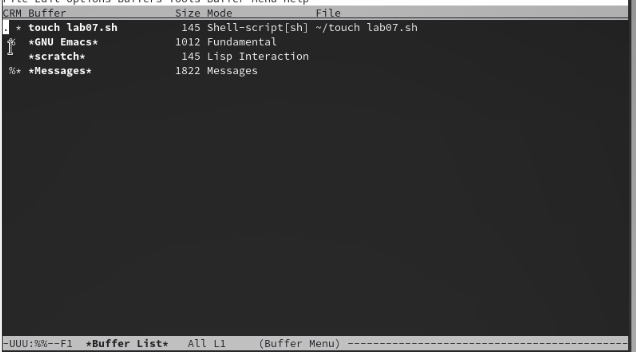 File Edit Options Buffers Tools Buffer-Menu Help
CRM Buffer Size Mode File
. * touch lab07.sh 145 Shell-script[sh] ~/touch lab07.sh
% *GNU Emacs* 1012 Fundamental
*scratch* 145 Lisp Interaction
%* *Messages* 1822 Messages
-UUU:%%--F1 *Buffer List* All L1 (Buffer Menu) -----------------------------------